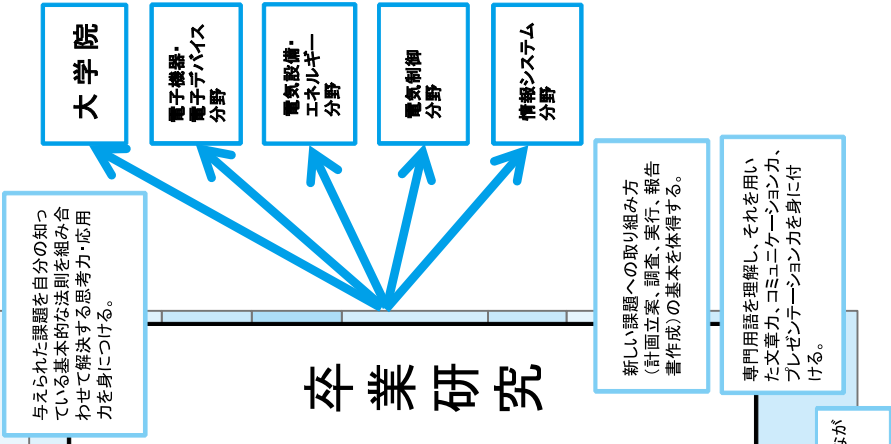 大学院
電子機器・
電子デバイス
分野
電気設備・
エネルギー
分野
電気制御
分野
情報システム
分野
与えられた課題を自分の知っ
ている基本的な法則を組み合
わせて解決する思考力・応用
力を身につける。
卒業研究
新しい課題への取り組み方
(計画立案、調査、実行、報告
書作成)の基本を体得する。
専門用語を理解し、それを用い
た文章力、コミュニケーション力、
プレゼンテーション力を身に付
ける。
なが